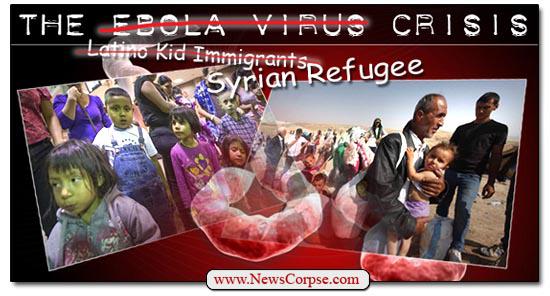 THE EBOLA VIRUS CRISIS
Latino Kid Immigrants
Syrian Refugee
www.NewsCorpse.com